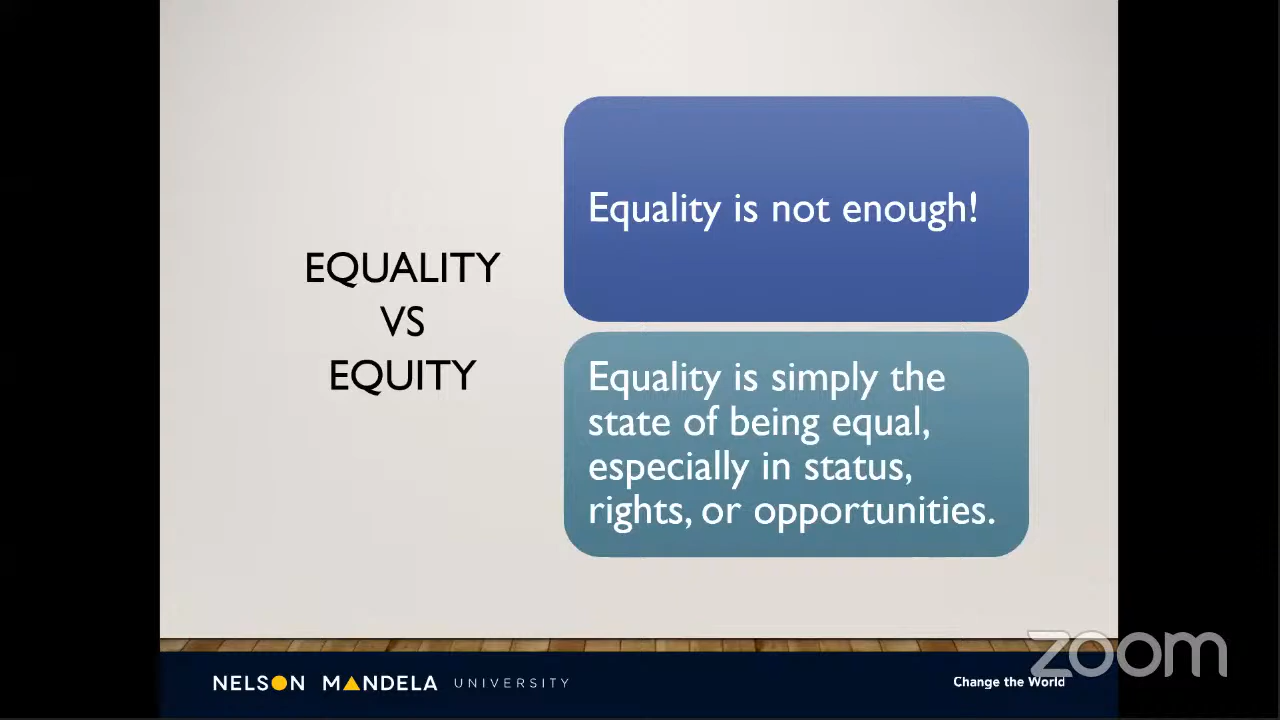 EQUALITY
VS
EQUITY
Equality is not enough!
Equality is simply the
state of being equal,
especially in status,
rights, or opportunities.
NELSON MANDELA UNIVERSITY
Change the World
zoom